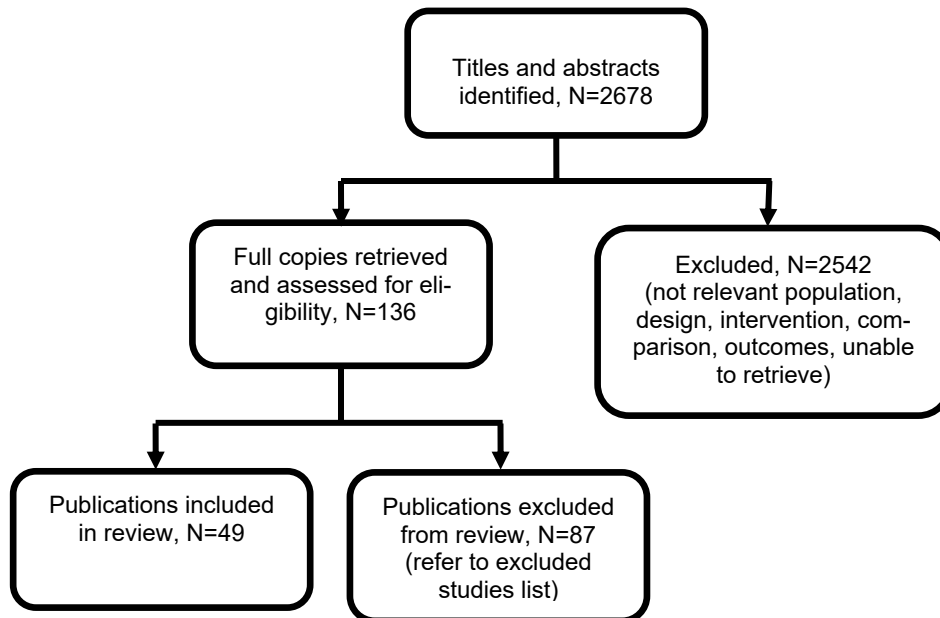 Titles and abstracts
identified, N=2678
Full copies retrieved
and assessed for eli-
gibility, N=136
Excluded, N=2542
(not relevant population,
design, intervention, com-
parison, outcomes, unable
to retrieve)
Publications included
in review, N=49
Publications excluded
from review, N=87
(refer to excluded
studies list)